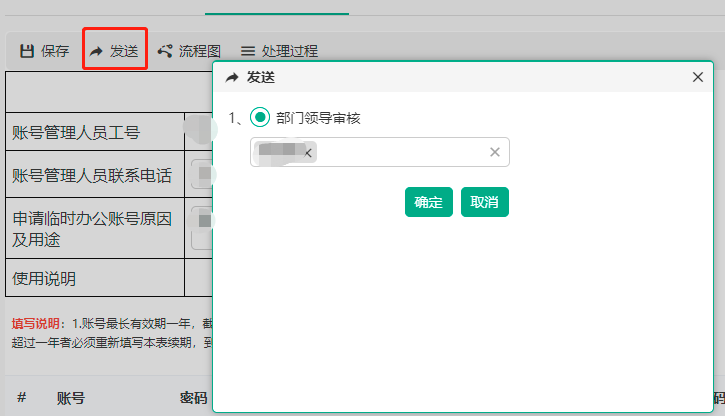 保存 发送 流程图 处理过程
发送
1、 部门领导审核
确定 取消
账号管理人员工号
账号管理人员联系电话
申请临时办公账号原因
及用途
使用说明
填写说明：1.账号最长有效期一年，截
超过一年者必须重新填写本表续期，到
# 账号 密码 码